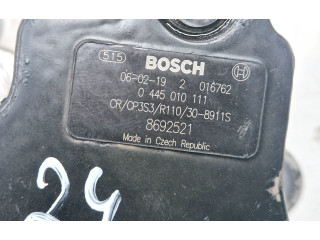 515
BOSCH
06-02-19 2 016762
0 445 010 111
CR/CP3S3/R110/30-8911S
8692521
Made in Czech Republic
24